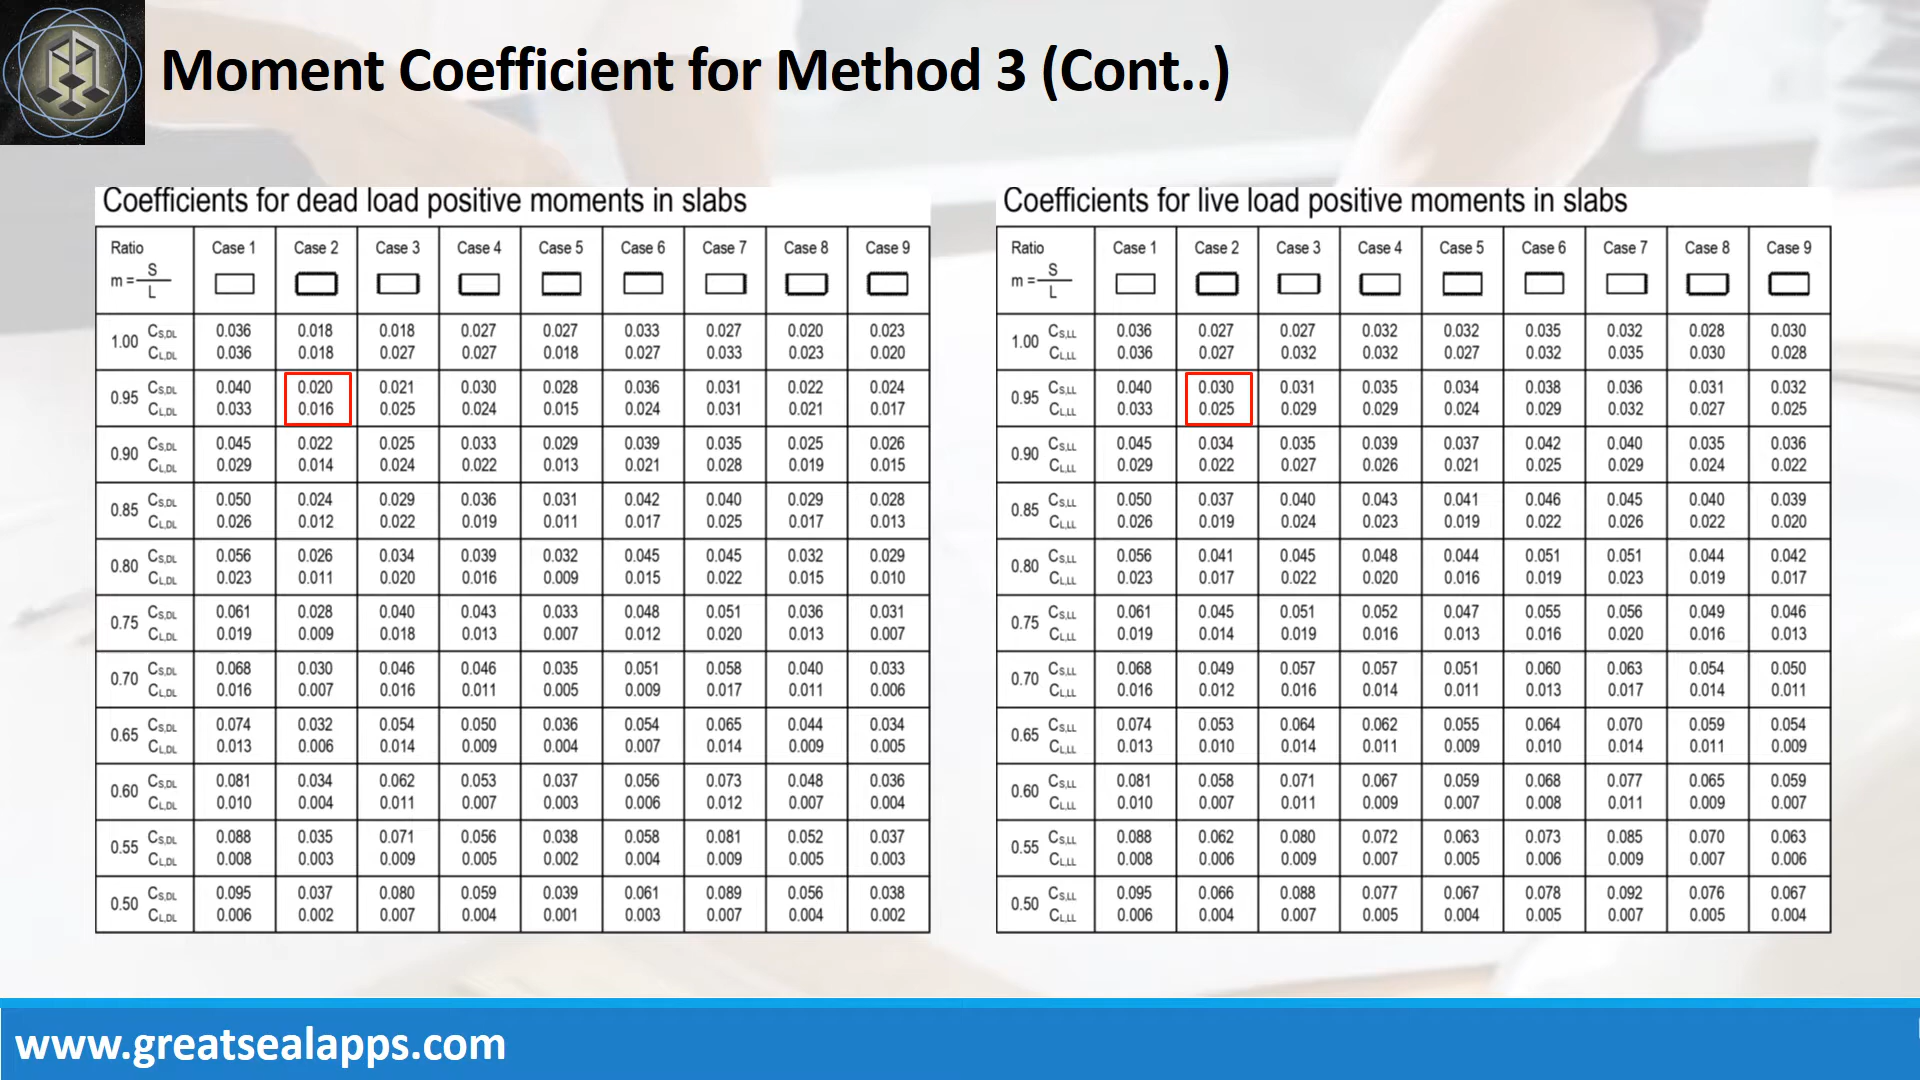 Moment Coefficient for Method 3 (Cont..)
Coefficients for dead load positive moments in slabs
Ratio Case 1 Case 2 Case 3 Case 4 Case 5 Case 6 Case 7 Case 8 Case 9
m = S/L
1.00 CS,DL 0.036 0.018 0.018 0.027 0.027 0.033 0.027 0.020 0.023
CL,DL 0.036 0.018 0.027 0.027 0.018 0.027 0.033 0.023 0.020
0.95 CS,DL 0.040 0.020 0.021 0.030 0.028 0.036 0.031 0.022 0.024
CL,DL 0.033 0.016 0.025 0.024 0.015 0.024 0.031 0.021 0.017
0.90 CS,DL 0.045 0.022 0.025 0.033 0.029 0.039 0.035 0.025 0.026
CL,DL 0.029 0.014 0.024 0.022 0.013 0.021 0.028 0.019 0.015
0.85 CS,DL 0.050 0.024 0.029 0.036 0.031 0.042 0.040 0.029 0.028
CL,DL 0.026 0.012 0.022 0.019 0.011 0.017 0.025 0.017 0.013
0.80 CS,DL 0.056 0.026 0.034 0.039 0.032 0.045 0.045 0.032 0.029
CL,DL 0.023 0.011 0.020 0.016 0.009 0.015 0.022 0.015 0.010
0.75 CS,DL 0.061 0.028 0.040 0.043 0.033 0.048 0.051 0.036 0.031
CL,DL 0.019 0.009 0.018 0.013 0.007 0.012 0.020 0.013 0.007
0.70 CS,DL 0.068 0.030 0.046 0.046 0.035 0.051 0.058 0.040 0.033
CL,DL 0.016 0.007 0.016 0.011 0.005 0.009 0.017 0.011 0.006
0.65 CS,DL 0.074 0.032 0.054 0.050 0.036 0.054 0.065 0.044 0.034
CL,DL 0.013 0.006 0.014 0.009 0.004 0.007 0.014 0.009 0.005
0.60 CS,DL 0.081 0.034 0.062 0.053 0.037 0.056 0.073 0.048 0.036
CL,DL 0.010 0.004 0.011 0.007 0.003 0.006 0.012 0.007 0.004
0.55 CS,DL 0.088 0.035 0.071 0.056 0.038 0.058 0.081 0.052 0.037
CL,DL 0.008 0.003 0.009 0.005 0.002 0.004 0.009 0.005 0.003
0.50 CS,DL 0.095 0.037 0.080 0.059 0.039 0.061 0.089 0.056 0.038
CL,DL 0.006 0.002 0.007 0.004 0.001 0.003 0.007 0.004 0.002
Coefficients for live load positive moments in slabs
Ratio Case 1 Case 2 Case 3 Case 4 Case 5 Case 6 Case 7 Case 8 Case 9
m = S/L
1.00 CS,LL 0.036 0.027 0.027 0.032 0.032 0.035 0.032 0.028 0.030
CL,LL 0.036 0.027 0.032 0.032 0.027 0.032 0.035 0.030 0.028
0.95 CS,LL 0.040 0.030 0.031 0.035 0.034 0.038 0.036 0.031 0.032
CL,LL 0.033 0.025 0.029 0.029 0.024 0.029 0.032 0.027 0.025
0.90 CS,LL 0.045 0.034 0.035 0.039 0.037 0.042 0.040 0.035 0.036
CL,LL 0.029 0.022 0.027 0.026 0.021 0.025 0.029 0.024 0.022
0.85 CS,LL 0.050 0.037 0.040 0.043 0.041 0.046 0.045 0.040 0.039
CL,LL 0.026 0.019 0.024 0.023 0.019 0.022 0.026 0.022 0.020
0.80 CS,LL 0.056 0.041 0.045 0.048 0.044 0.051 0.051 0.044 0.042
CL,LL 0.023 0.017 0.022 0.020 0.016 0.019 0.023 0.019 0.017
0.75 CS,LL 0.061 0.045 0.051 0.052 0.047 0.055 0.056 0.049 0.046
CL,LL 0.019 0.014 0.019 0.016 0.013 0.016 0.020 0.016 0.013
0.70 CS,LL 0.068 0.049 0.057 0.057 0.051 0.060 0.063 0.054 0.050
CL,LL 0.016 0.012 0.016 0.014 0.011 0.013 0.017 0.014 0.011
0.65 CS,LL 0.074 0.053 0.064 0.062 0.055 0.064 0.070 0.059 0.054
CL,LL 0.013 0.010 0.014 0.011 0.009 0.010 0.014 0.011 0.009
0.60 CS,LL 0.081 0.058 0.071 0.067 0.059 0.068 0.077 0.065 0.059
CL,LL 0.010 0.007 0.011 0.009 0.007 0.008 0.011 0.009 0.007
0.55 CS,LL 0.088 0.062 0.080 0.072 0.063 0.073 0.085 0.070 0.063
CL,LL 0.008 0.006 0.009 0.007 0.005 0.006 0.009 0.007 0.006
0.50 CS,LL 0.095 0.066 0.088 0.077 0.067 0.078 0.092 0.076 0.067
CL,LL 0.006 0.004 0.007 0.005 0.004 0.005 0.007 0.005 0.004
www.greatsealapps.com